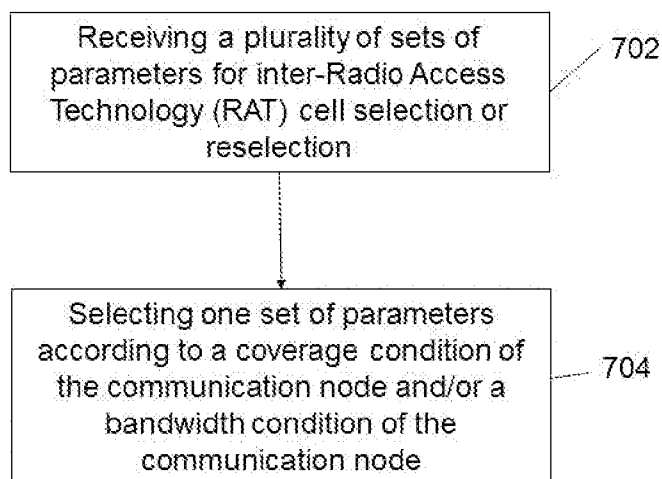 Receiving a plurality of sets of
parameters for inter-Radio Access
Technology (RAT) cell selection or
reselection
702
Selecting one set of parameters
according to a coverage condition of
the communication node and/or a
bandwidth condition of the
communication node
704